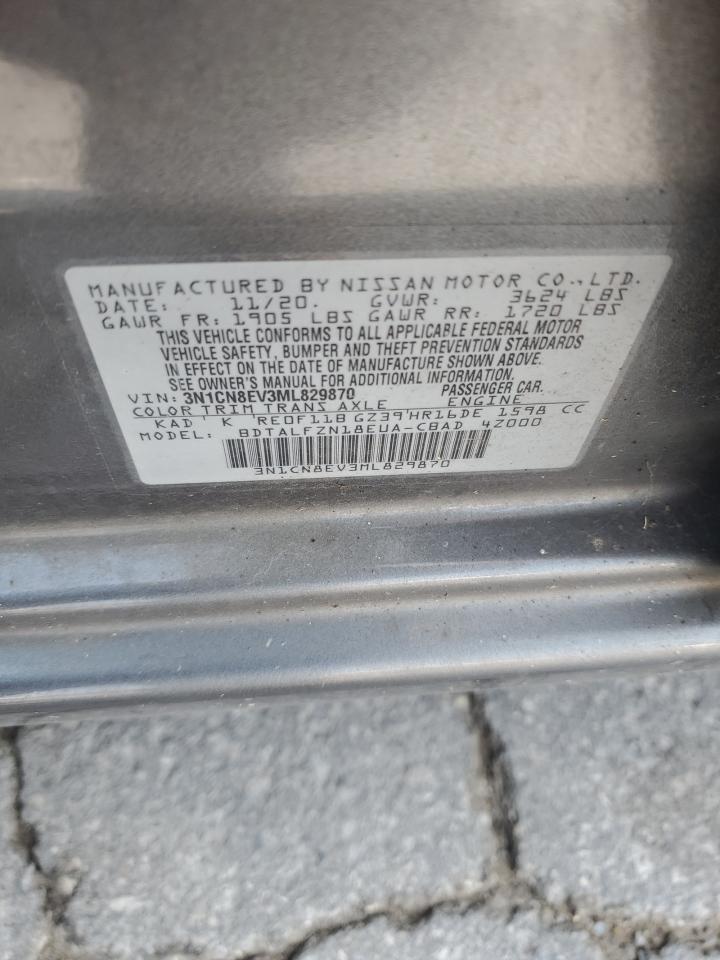 MANUFACTURED BY NISSAN MOTOR CO., LTD.
DATE: 11/20. GVWR: 3624 LBS
GAWR FR: 1905 LBS GAWR RR: 1720 LBS
THIS VEHICLE CONFORMS TO ALL APPLICABLE FEDERAL MOTOR
VEHICLE SAFETY, BUMPER AND THEFT PREVENTION STANDARDS
IN EFFECT ON THE DATE OF MANUFACTURE SHOWN ABOVE.
SEE OWNER'S MANUAL FOR ADDITIONAL INFORMATION.
VIN: 3N1CN8EV3ML829870 PASSENGER CAR.
COLOR TRIM TRANS AXLE ENGINE
KAD K RE0F11B GZ39 HR16DE 1598 CC
MODEL: BDTALFZN18EUA-CBAD 4Z000
3N1CN8EV3ML829870